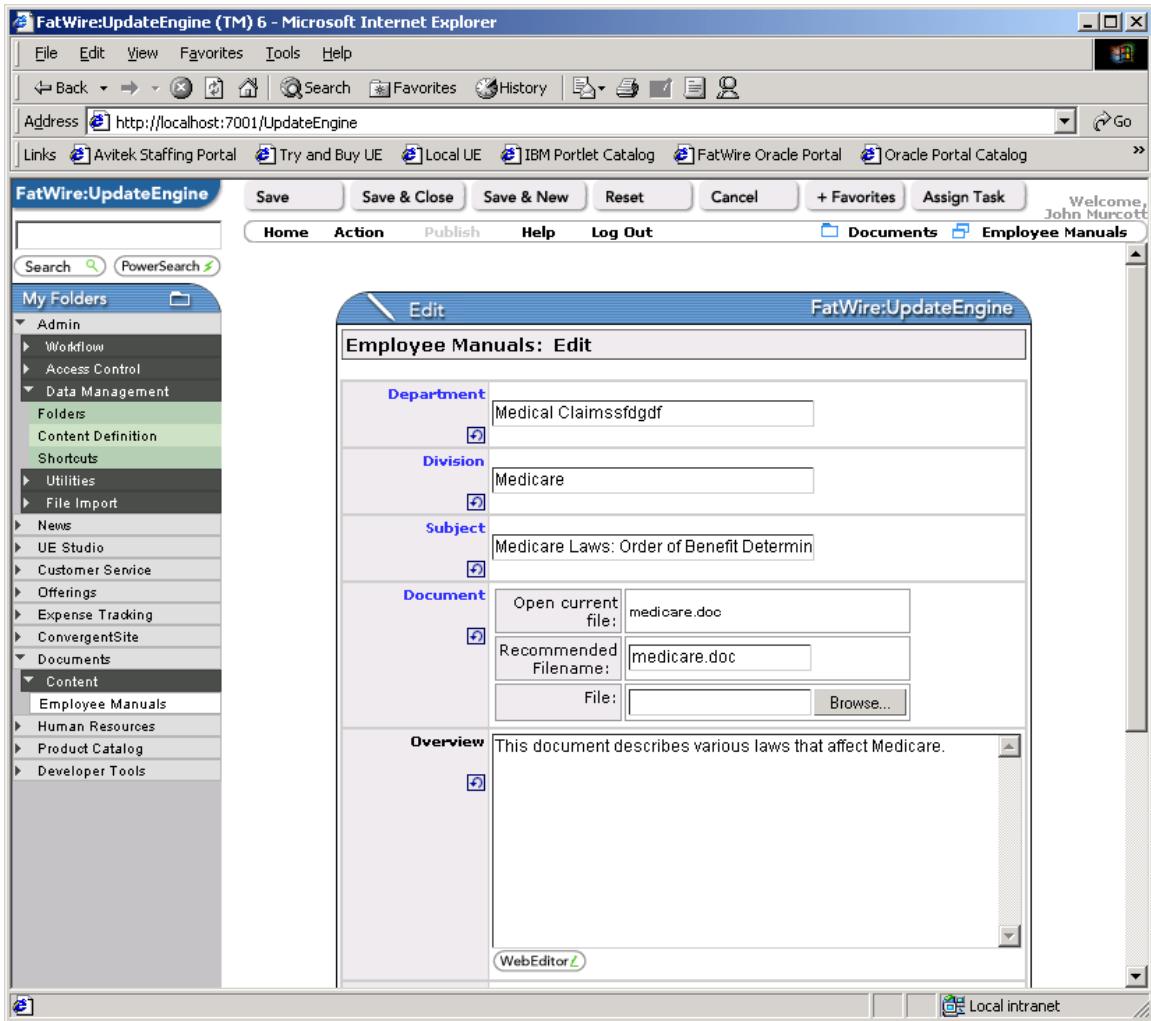 FatWire:UpdateEngine (TM) 6 - Microsoft Internet Explorer
File Edit View Favorites Tools Help
Back Search Favorites History
Address http://localhost:7001/UpdateEngine Go
Links Avitek Staffing Portal Try and Buy UE Local UE IBM Portlet Catalog FatWire Oracle Portal Oracle Portal Catalog »
FatWire:UpdateEngine
Save Save & Close Save & New Reset Cancel + Favorites Assign Task
Welcome,
John Murcott
Home Action Publish Help Log Out Documents Employee Manuals
Search PowerSearch
My Folders
Admin
Workflow
Access Control
Data Management
Folders
Content Definition
Shortcuts
Utilities
File Import
News
UE Studio
Customer Service
Offerings
Expense Tracking
ConvergentSite
Documents
Content
Employee Manuals
Human Resources
Product Catalog
Developer Tools
Edit FatWire:UpdateEngine
Employee Manuals: Edit
Department
Medical Claimssfdgdf
Division
Medicare
Subject
Medicare Laws: Order of Benefit Determin
Document
Open current file: medicare.doc
Recommended Filename: medicare.doc
File: Browse...
Overview
This document describes various laws that affect Medicare.
WebEditor
Local intranet